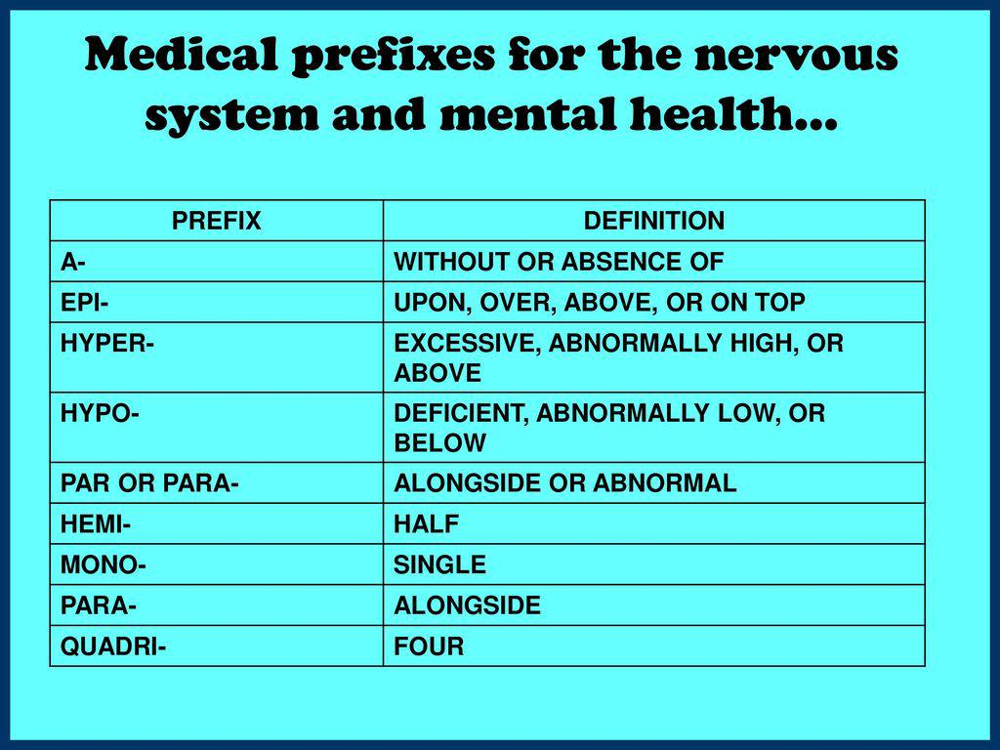 Medical prefixes for the nervous
system and mental health...
PREFIX DEFINITION
A- WITHOUT OR ABSENCE OF
EPI- UPON, OVER, ABOVE, OR ON TOP
HYPER- EXCESSIVE, ABNORMALLY HIGH, OR
ABOVE
HYPO- DEFICIENT, ABNORMALLY LOW, OR
BELOW
PAR OR PARA- ALONGSIDE OR ABNORMAL
HEMI- HALF
MONO- SINGLE
PARA- ALONGSIDE
QUADRI- FOUR